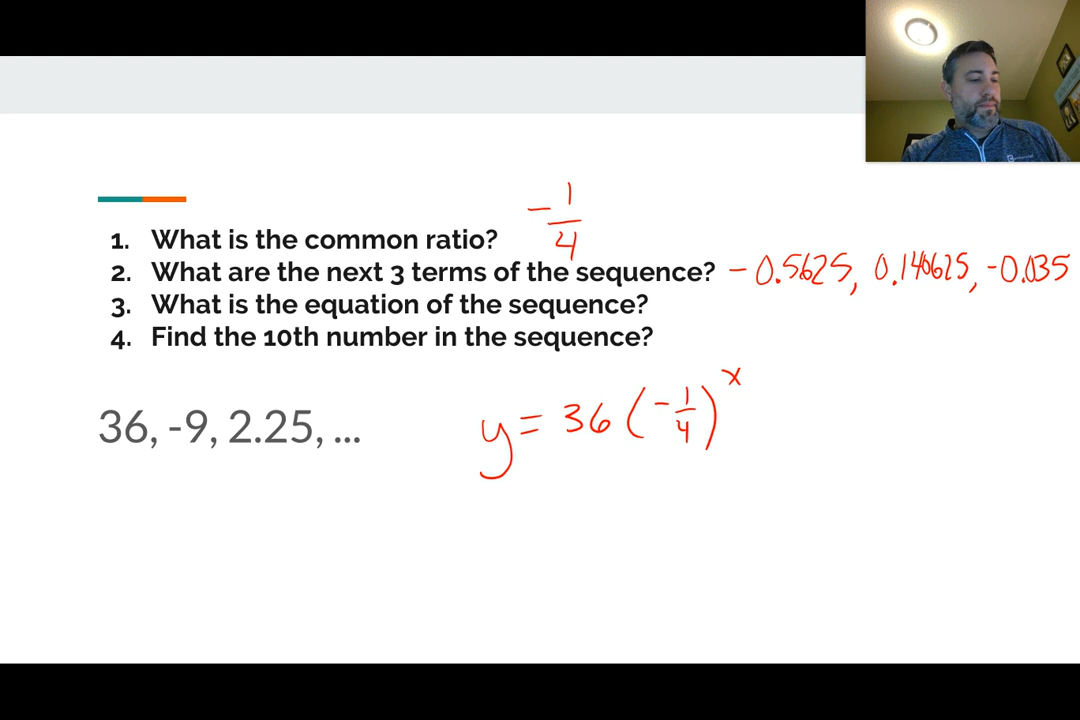 1. What is the common ratio? -1/4
2. What are the next 3 terms of the sequence? -0.5625, 0.140625, -0.035
3. What is the equation of the sequence?
4. Find the 10th number in the sequence?
36, -9, 2.25, ... y = 36(-1/4)^x